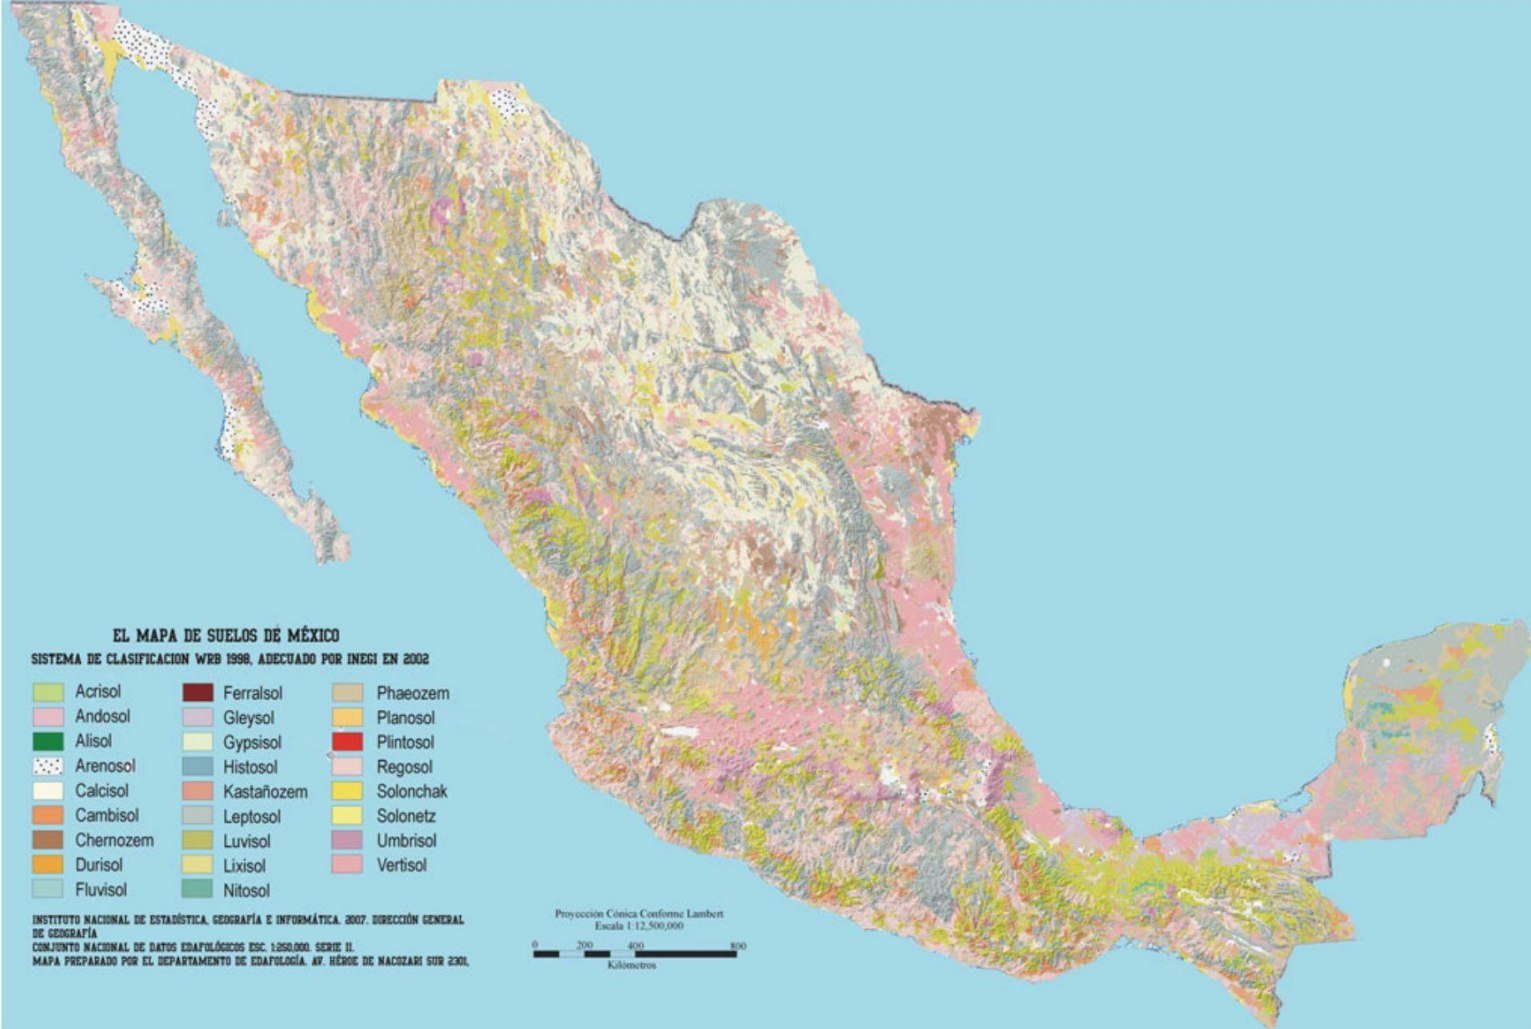 EL MAPA DE SUELOS DE MÉXICO
SISTEMA DE CLASIFICACION WRB 1998, ADECUADO POR INEGI EN 2002
Acrisol
Andosol
Alisol
Arenosol
Calcisol
Cambisol
Chernozem
Durisol
Fluvisol
Ferralsol
Gleysol
Gypsisol
Histosol
Kastañozem
Leptosol
Luvisol
Lixisol
Nitosol
Phaeozem
Planosol
Plintosol
Regosol
Solonchak
Solonetz
Umbrisol
Vertisol
INSTITUTO NACIONAL DE ESTADÍSTICA, GEOGRAFÍA E INFORMÁTICA. 2007. DIRECCIÓN GENERAL
DE GEOGRAFÍA
CONJUNTO NACIONAL DE DATOS EDAFOLÓGICOS ESC. 1:250,000. SERIE II.
MAPA PREPARADO POR EL DEPARTAMENTO DE EDAFOLOGÍA. AV. HÉROE DE NACOZARI SUR 2301,
Proyección Cónica Conforme Lambert
Escala 1:12,500,000
0 200 400 800
Kilómetros